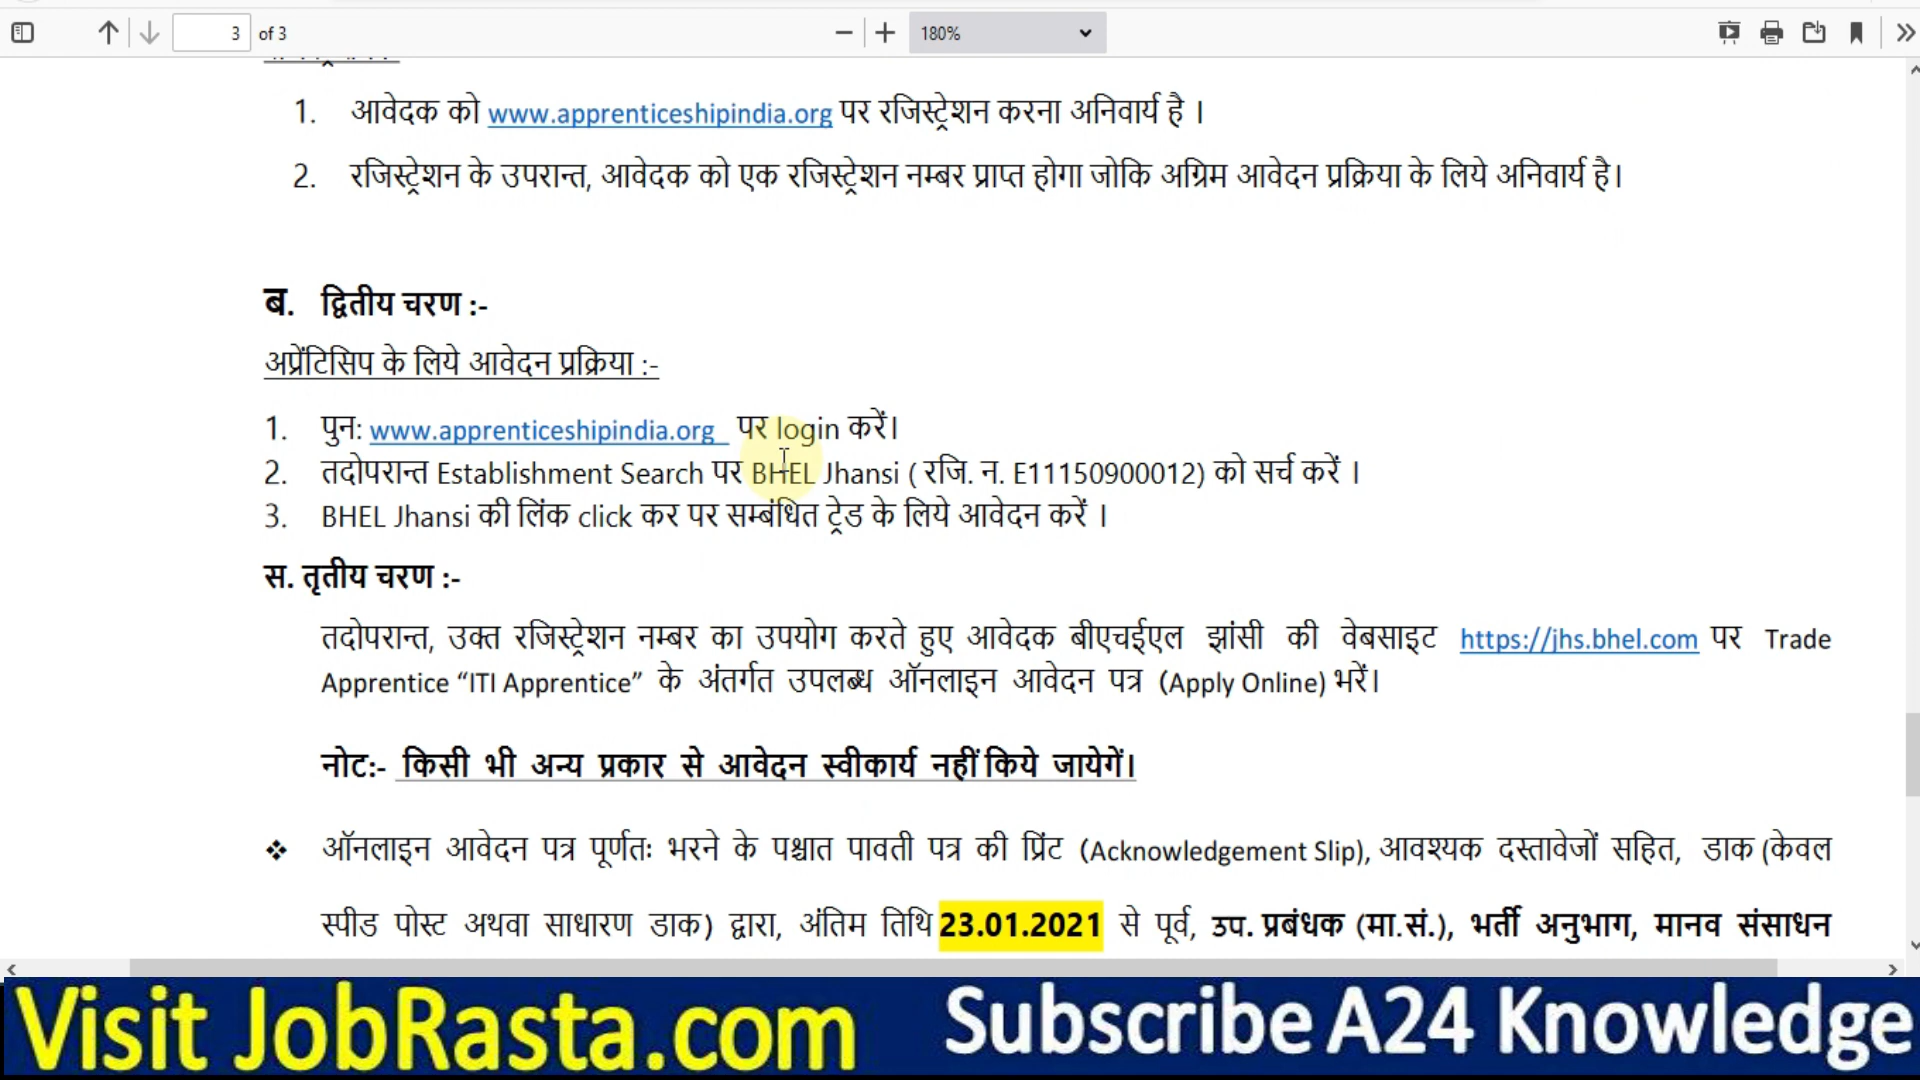 3 of 3
180%
1. आवेदक को www.apprenticeshipindia.org पर रजिस्ट्रेशन करना अनिवार्य है ।
2. रजिस्ट्रेशन के उपरान्त, आवेदक को एक रजिस्ट्रेशन नम्बर प्राप्त होगा जोकि अग्रिम आवेदन प्रक्रिया के लिये अनिवार्य है।
ब. द्वितीय चरण :-
अप्रेंटिसिप के लिये आवेदन प्रक्रिया :-
1. पुन: www.apprenticeshipindia.org पर login करें।
2. तदोपरान्त Establishment Search पर BHEL Jhansi ( रजि. न. E11150900012) को सर्च करें ।
3. BHEL Jhansi की लिंक click कर पर सम्बंधित ट्रेड के लिये आवेदन करें ।
स. तृतीय चरण :-
तदोपरान्त, उक्त रजिस्ट्रेशन नम्बर का उपयोग करते हुए आवेदक बीएचईएल झांसी की वेबसाइट https://jhs.bhel.com पर Trade
Apprentice “ITI Apprentice” के अंतर्गत उपलब्ध ऑनलाइन आवेदन पत्र (Apply Online) भरें।
नोट:- किसी भी अन्य प्रकार से आवेदन स्वीकार्य नहीं किये जायेगें।
❖ ऑनलाइन आवेदन पत्र पूर्णतः भरने के पश्चात पावती पत्र की प्रिंट (Acknowledgement Slip), आवश्यक दस्तावेजों सहित, डाक (केवल
स्पीड पोस्ट अथवा साधारण डाक) द्वारा, अंतिम तिथि 23.01.2021 से पूर्व, उप. प्रबंधक (मा.सं.), भर्ती अनुभाग, मानव संसाधन
Visit JobRasta.com Subscribe A24 Knowledge